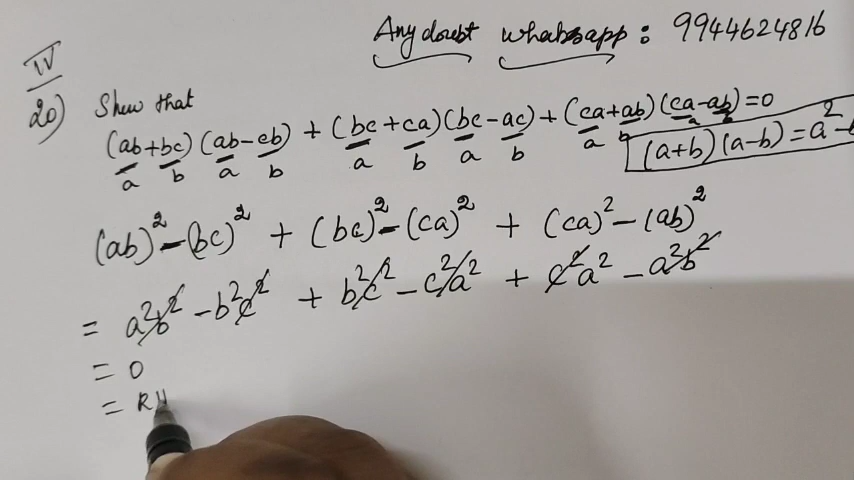 Any doubt whatsapp : 9944624816
IV
20) Show that
(ab+bc) (ab-cb) + (bc+ca)(bc-ac) + (ca+ab)(ca-ab)=0
a b a b a b a b a b a b
(a+b)(a-b)=a²-
(ab)²-(bc)² + (bc)²-(ca)² + (ca)²-(ab)²
= a²b² -b²c² + b²c² -c²a² + c²a² -a²b²
= 0
= RH